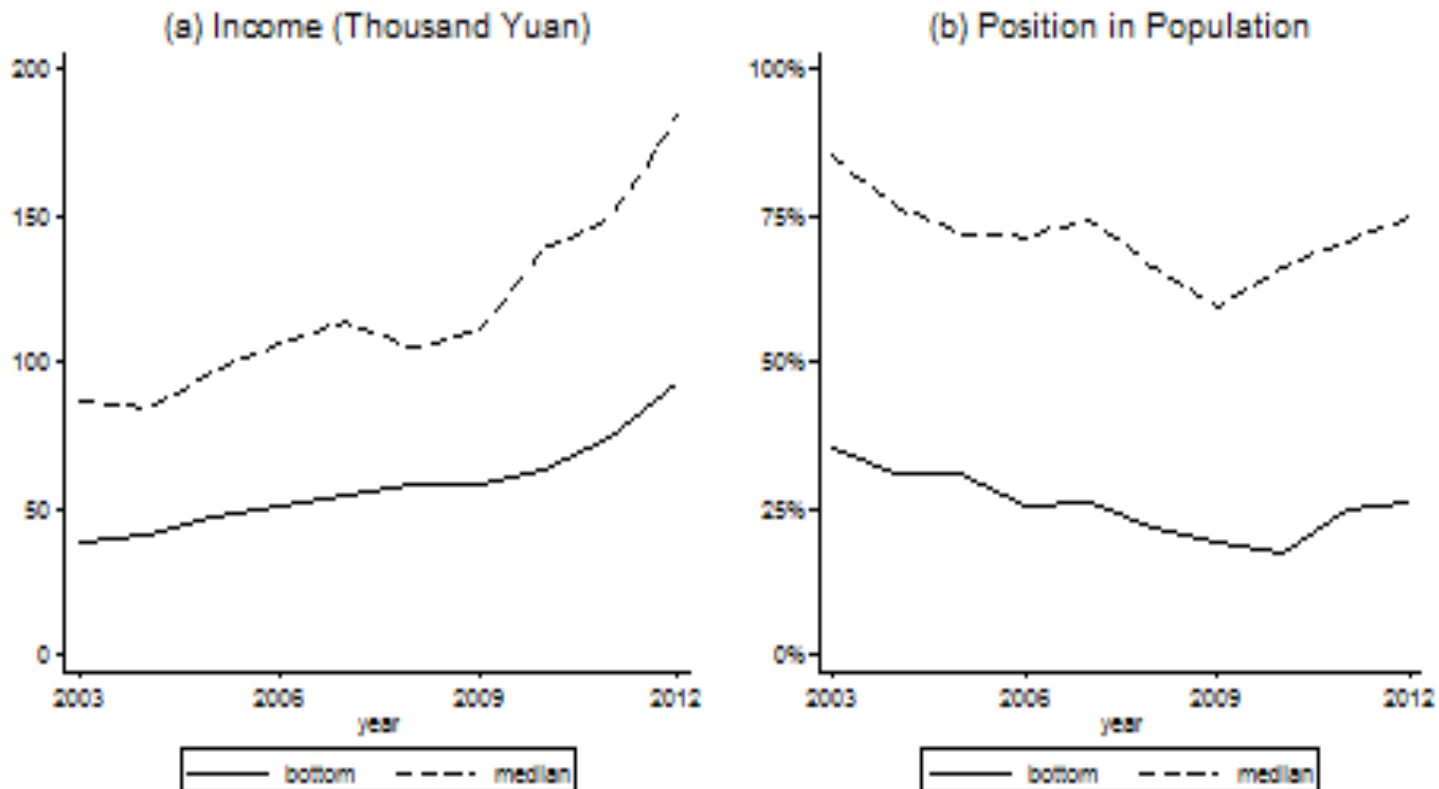 (a) Income (Thousand Yuan)
200
150
100
50
0
2003 2006 2009 2012
year
bottom median
(b) Position in Population
100%
75%
50%
25%
0%
2003 2006 2009 2012
year
bottom median